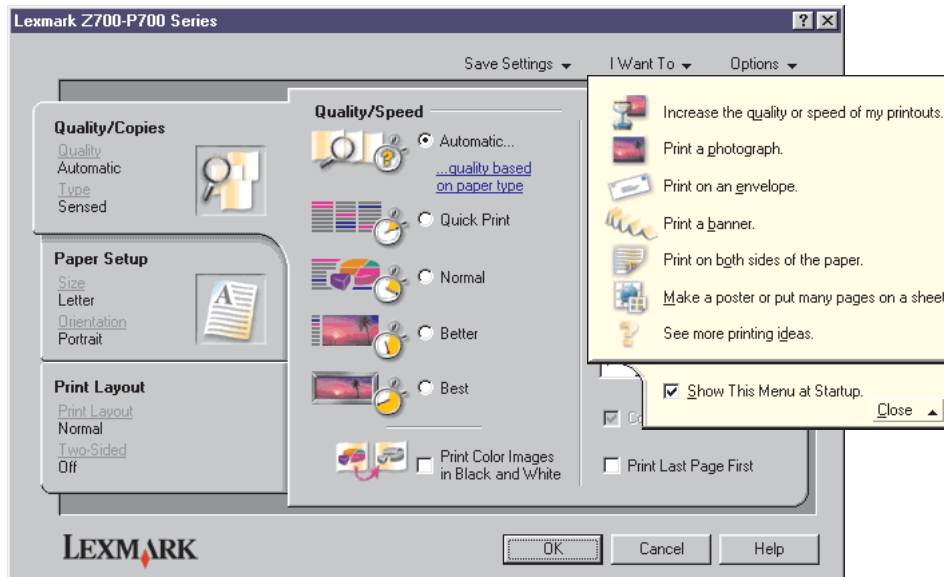 Lexmark Z700-P700 Series
Save Settings
I Want To
Options
Quality/Copies
Quality
Automatic
Type
Sensed
Paper Setup
Size
Letter
Orientation
Portrait
Print Layout
Print Layout
Normal
Two-Sided
Off
Quality/Speed
Automatic...
...quality based
on paper type
Quick Print
Normal
Better
Best
Print Color Images
in Black and White
Increase the quality or speed of my printouts.
Print a photograph.
Print on an envelope.
Print a banner.
Print on both sides of the paper.
Make a poster or put many pages on a sheet
See more printing ideas.
Show This Menu at Startup.
Close
Print Last Page First
LEXMARK
OK
Cancel
Help